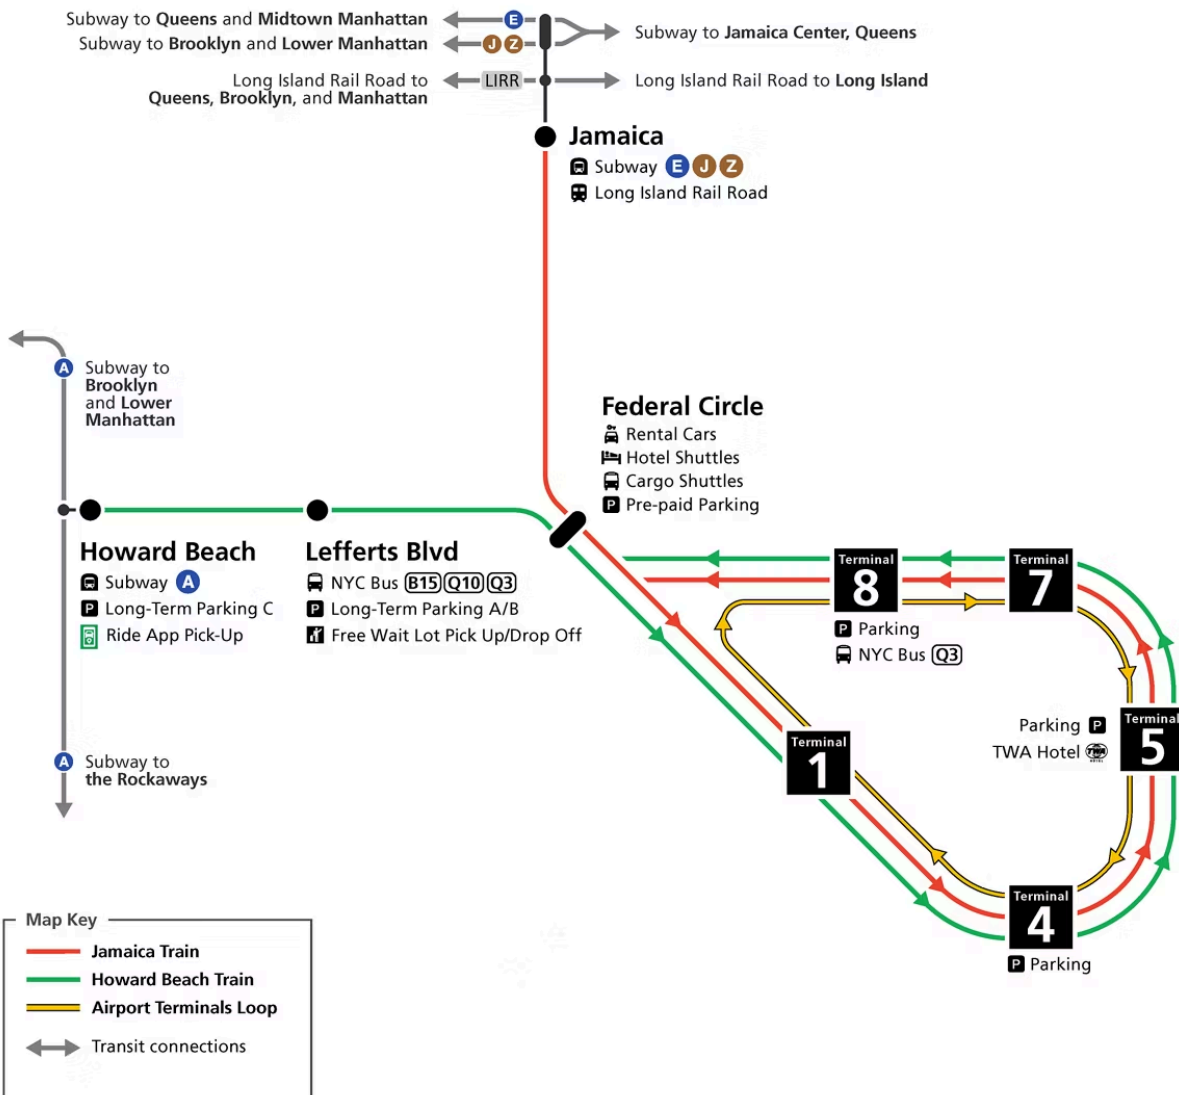 Subway to Queens and Midtown Manhattan
E
Subway to Brooklyn and Lower Manhattan
J Z
Subway to Jamaica Center, Queens
Long Island Rail Road to
Queens, Brooklyn, and Manhattan
LIRR
Long Island Rail Road to Long Island
Jamaica
Subway E J Z
Long Island Rail Road
A
Subway to
Brooklyn
and Lower
Manhattan
Federal Circle
Rental Cars
Hotel Shuttles
Cargo Shuttles
P Pre-paid Parking
Howard Beach
Subway A
P Long-Term Parking C
Ride App Pick-Up
Lefferts Blvd
NYC Bus B15 Q10 Q3
P Long-Term Parking A/B
Free Wait Lot Pick Up/Drop Off
Terminal
8
P Parking
NYC Bus Q3
Terminal
7
Parking P
TWA Hotel
Terminal
5
Terminal
1
A
Subway to
the Rockaways
Terminal
4
P Parking
Map Key
Jamaica Train
Howard Beach Train
Airport Terminals Loop
Transit connections